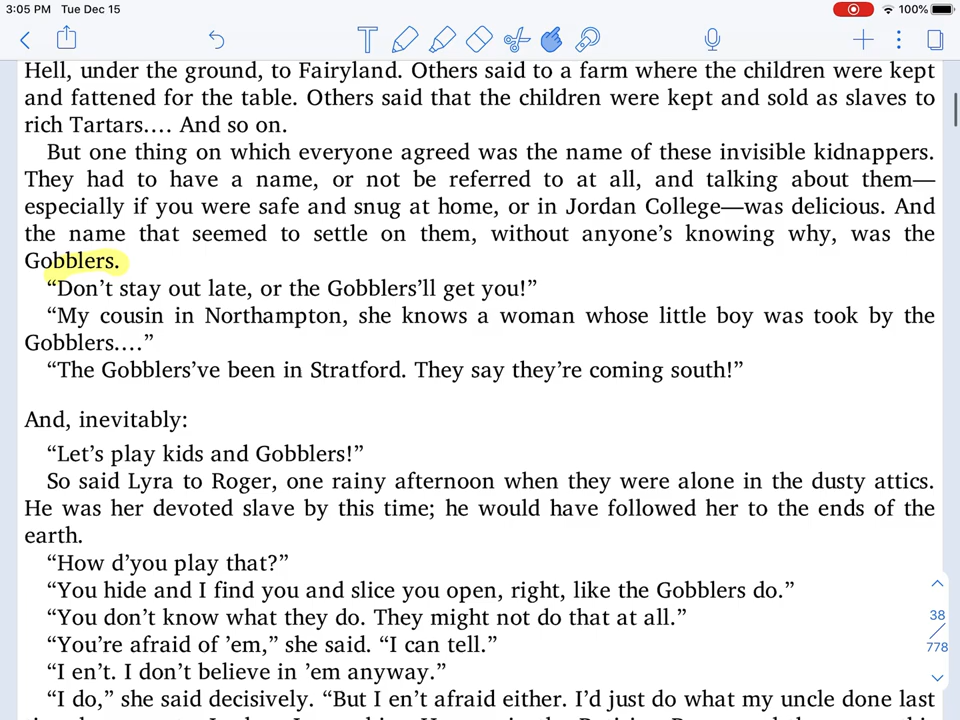 3:05 PM Tue Dec 15
100%
T
Hell, under the ground, to Fairyland. Others said to a farm where the children were kept
and fattened for the table. Others said that the children were kept and sold as slaves to
rich Tartars.... And so on.
But one thing on which everyone agreed was the name of these invisible kidnappers.
They had to have a name, or not be referred to at all, and talking about them—
especially if you were safe and snug at home, or in Jordan College—was delicious. And
the name that seemed to settle on them, without anyone’s knowing why, was the
Gobblers.
“Don’t stay out late, or the Gobblers’ll get you!”
“My cousin in Northampton, she knows a woman whose little boy was took by the
Gobblers....”
“The Gobblers’ve been in Stratford. They say they’re coming south!”
And, inevitably:
“Let’s play kids and Gobblers!”
So said Lyra to Roger, one rainy afternoon when they were alone in the dusty attics.
He was her devoted slave by this time; he would have followed her to the ends of the
earth.
“How d’you play that?”
“You hide and I find you and slice you open, right, like the Gobblers do.”
“You don’t know what they do. They might not do that at all.”
“You’re afraid of ’em,” she said. “I can tell.”
“I en’t. I don’t believe in ’em anyway.”
“I do,” she said decisively. “But I en’t afraid either. I’d just do what my uncle done last
38
778